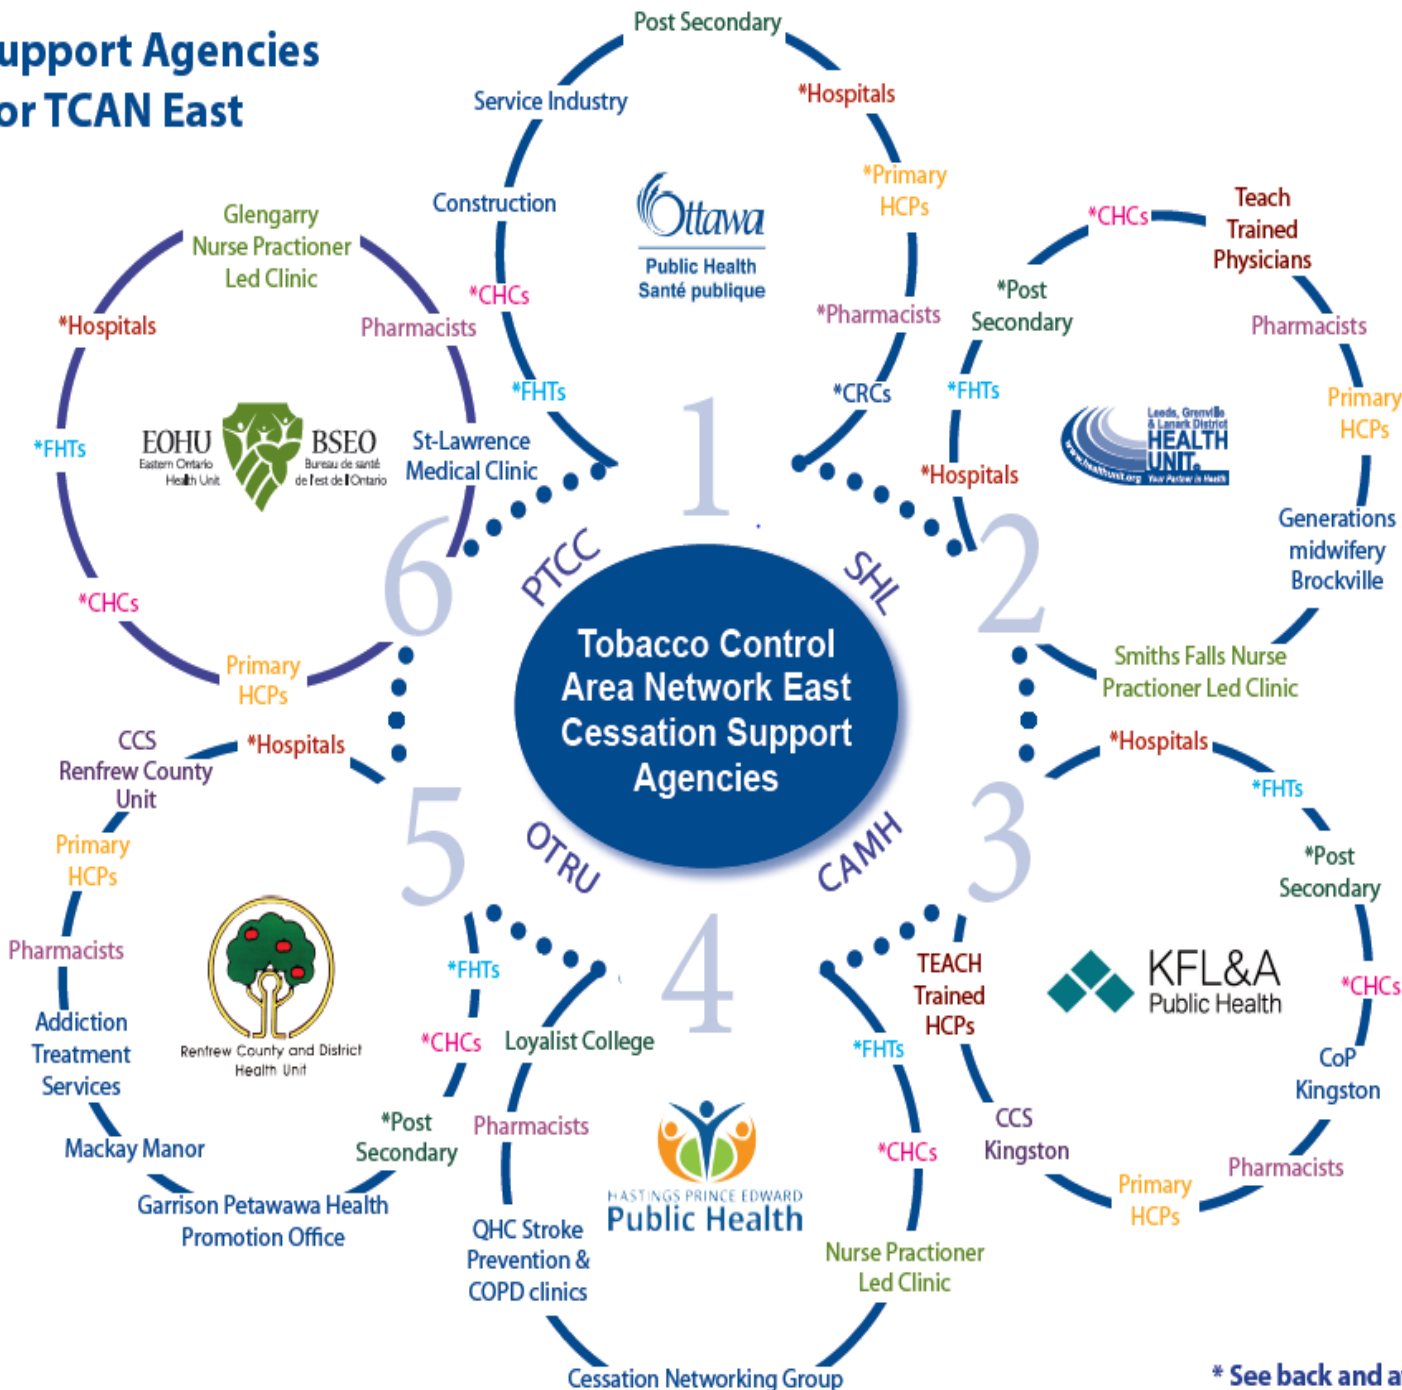 upport Agencies
or TCAN East
Post Secondary
*Hospitals
*Primary
HCPs
*Pharmacists
*CRCs
Service Industry
Construction
*CHCs
*FHTs
Ottawa
Public Health
Santé publique
1
*CHCs
Teach
Trained
Physicians
Pharmacists
Primary
HCPs
Generations
midwifery
Brockville
Smiths Falls Nurse
Practioner Led Clinic
*Post
Secondary
*FHTs
*Hospitals
Leeds, Grenville
& Lanark District
HEALTH
UNIT
www.healthunit.org
Your Partner in Health
2
*Hospitals
*FHTs
*Post
Secondary
*CHCs
CoP
Kingston
Pharmacists
Primary
HCPs
CCS
Kingston
TEACH
Trained
HCPs
KFL&A
Public Health
3
*FHTs
*CHCs
Nurse Practioner
Led Clinic
Cessation Networking Group
QHC Stroke
Prevention &
COPD clinics
Pharmacists
Loyalist College
HASTINGS PRINCE EDWARD
Public Health
4
*Hospitals
CCS
Renfrew County
Unit
Primary
HCPs
Pharmacists
Addiction
Treatment
Services
Mackay Manor
Garrison Petawawa Health
Promotion Office
*Post
Secondary
*CHCs
*FHTs
Renfrew County and District
Health Unit
5
Glengarry
Nurse Practioner
Led Clinic
Pharmacists
St-Lawrence
Medical Clinic
*Hospitals
*FHTs
*CHCs
Primary
HCPs
EOHU
Eastern Ontario
Health Unit
BSEO
Bureau de santé
de l'est de l'Ontario
6
PTCC
SHL
CAMH
OTRU
Tobacco Control
Area Network East
Cessation Support
Agencies
* See back and